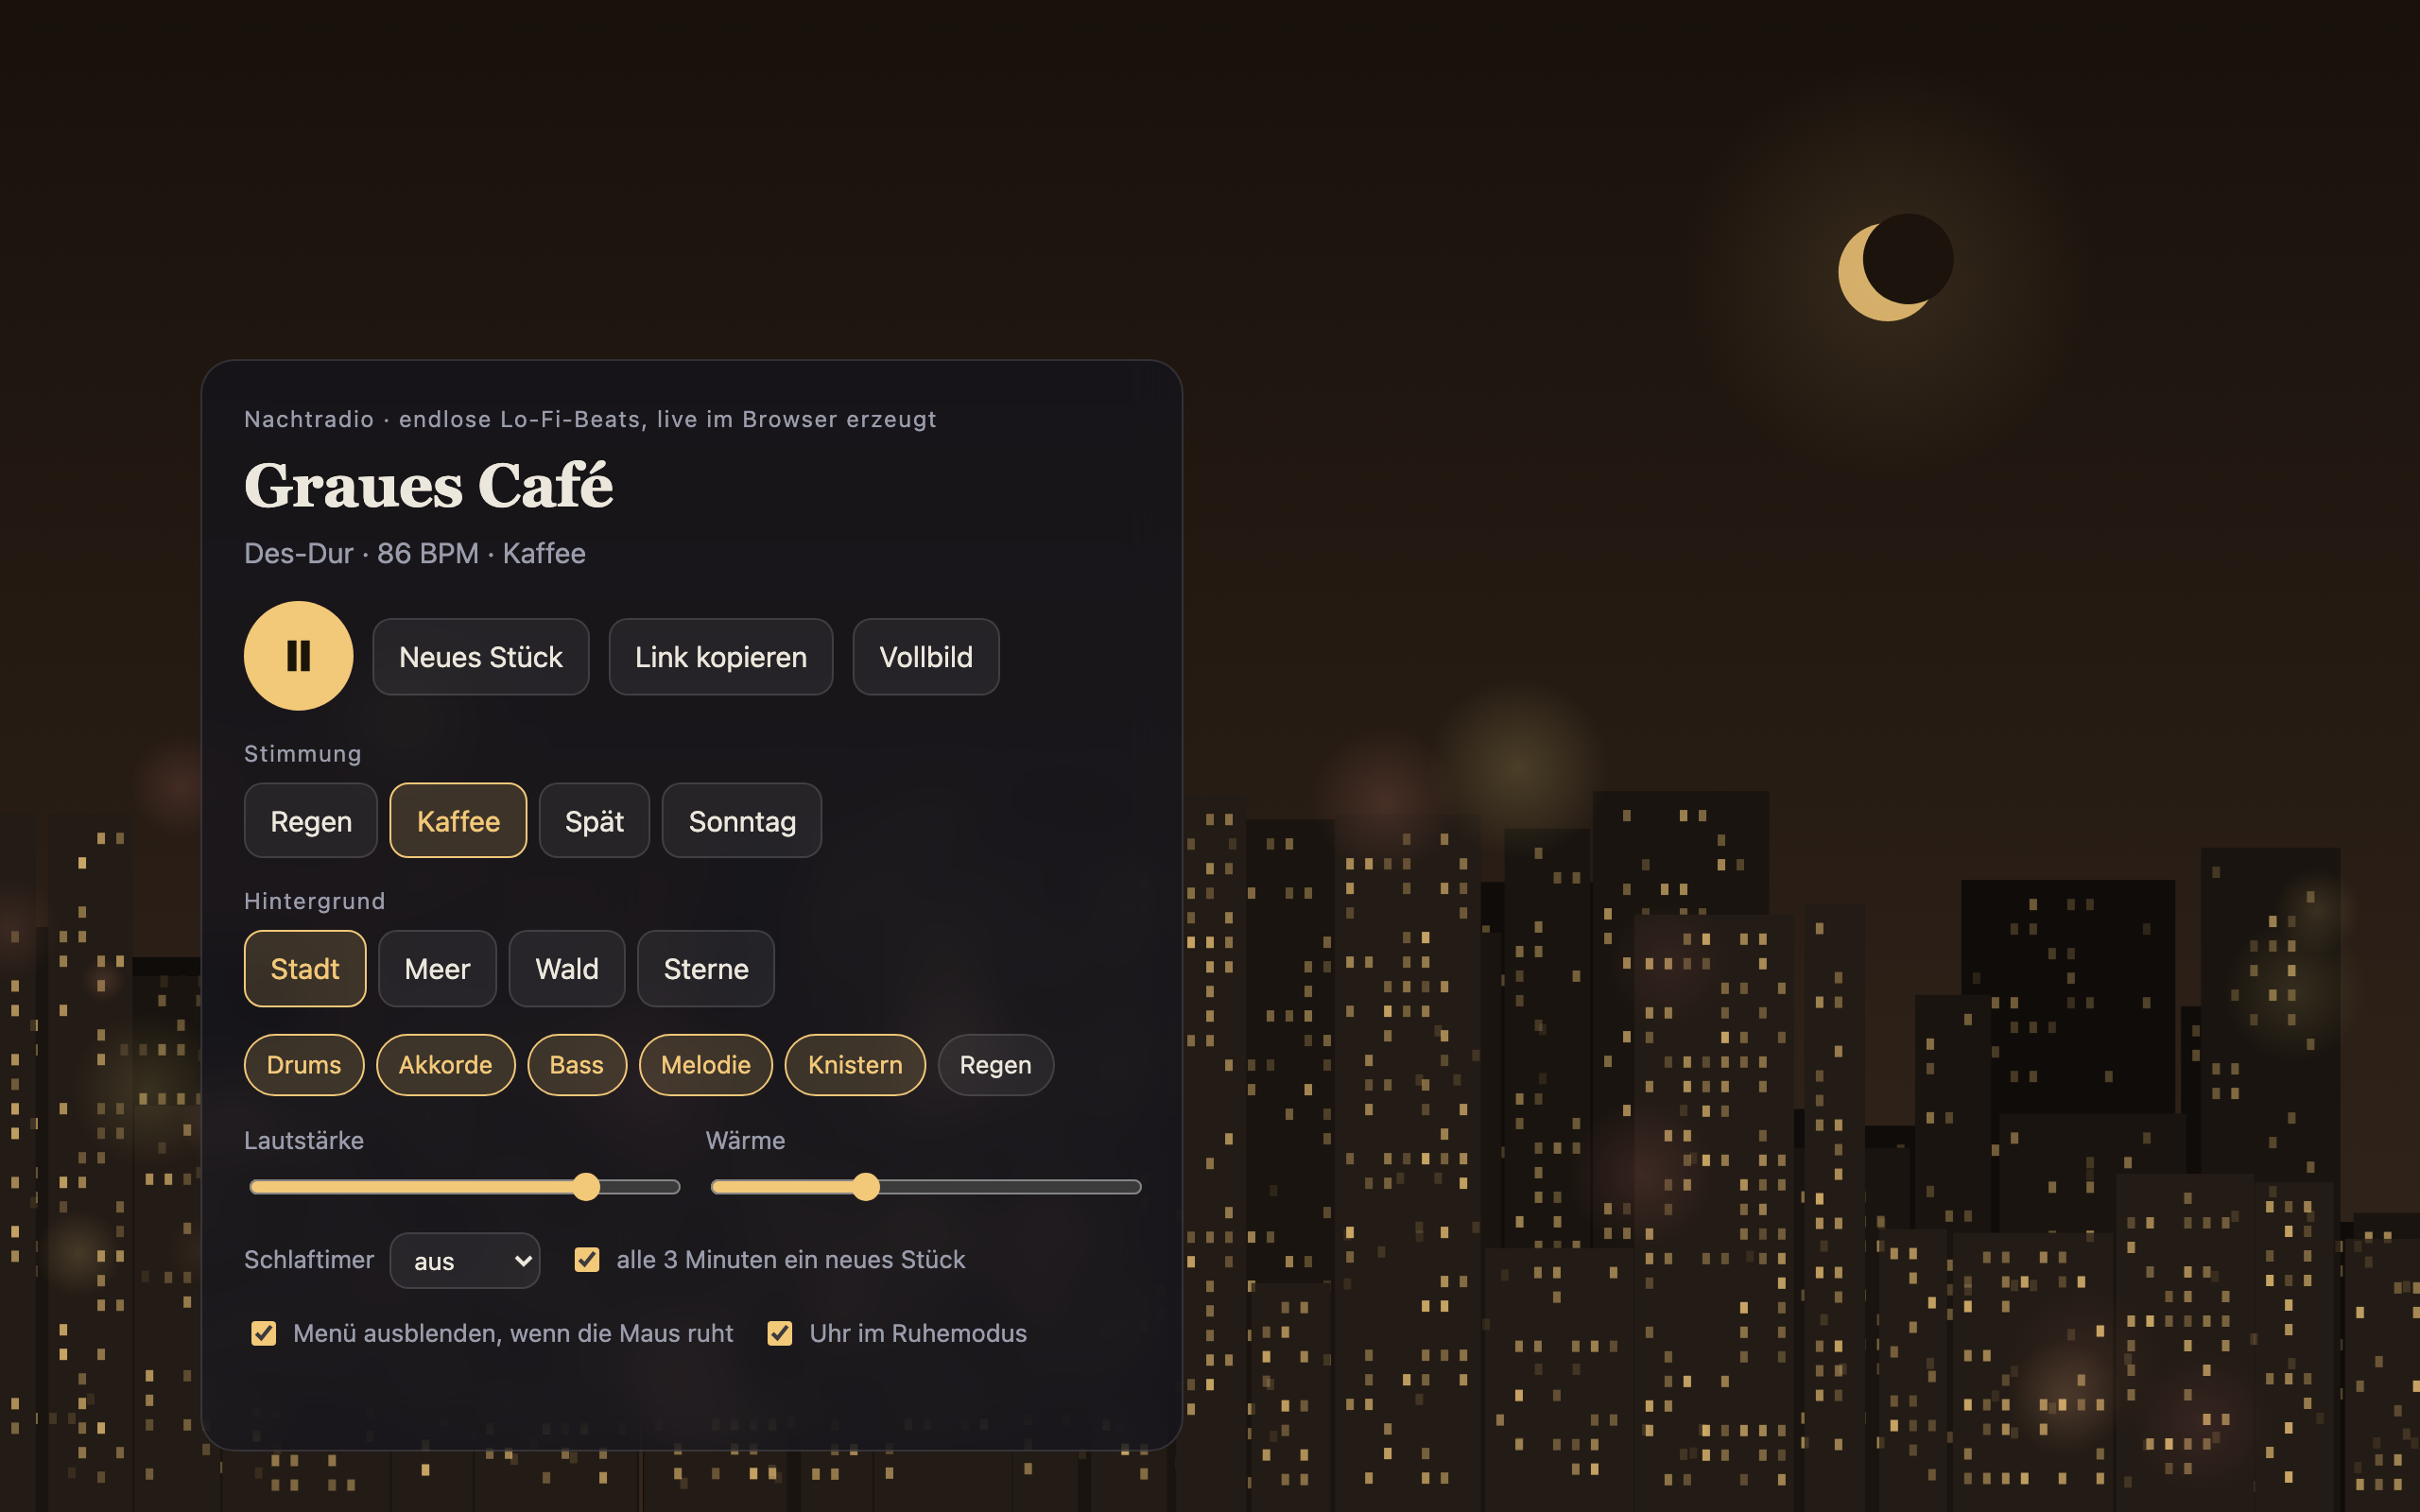 Nachtradio · endlose Lo-Fi-Beats, live im Browser erzeugt
Graues Café
Des-Dur · 86 BPM · Kaffee
Neues Stück Link kopieren Vollbild
Stimmung
Regen Kaffee Spät Sonntag
Hintergrund
Stadt Meer Wald Sterne
Drums Akkorde Bass Melodie Knistern Regen
Lautstärke Wärme
Schlaftimer aus alle 3 Minuten ein neues Stück
Menü ausblenden, wenn die Maus ruht Uhr im Ruhemodus